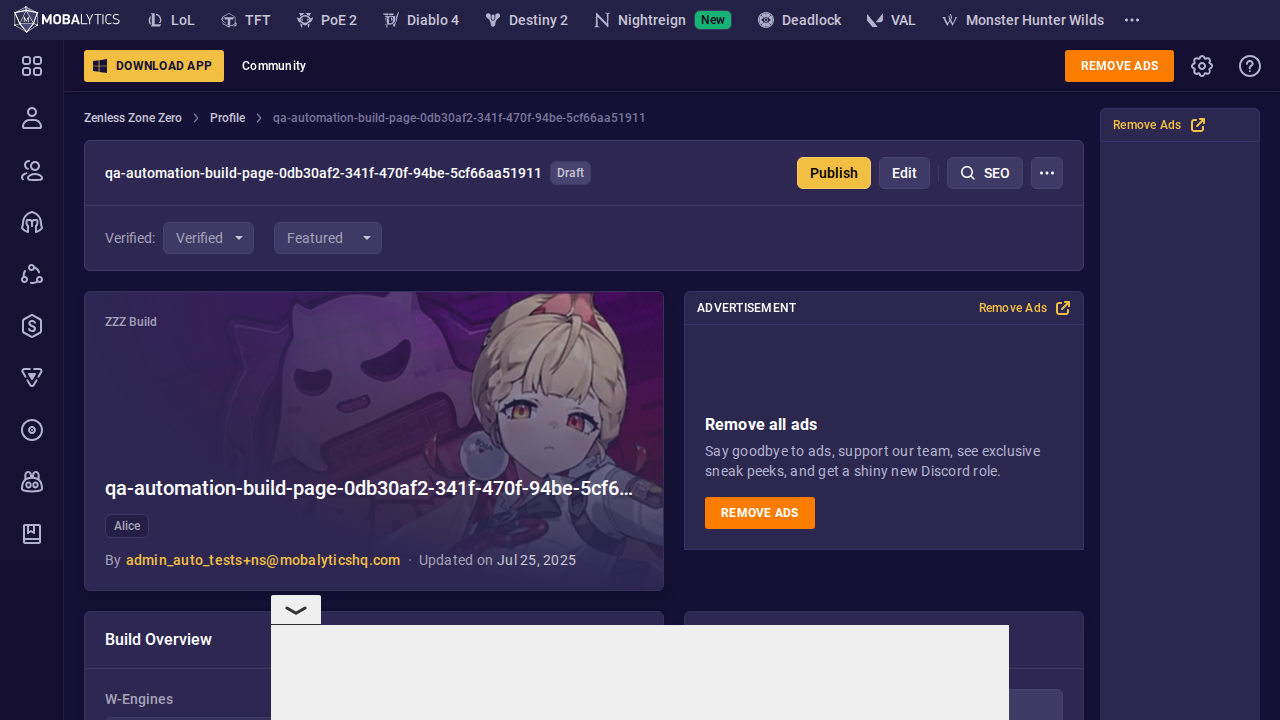 MOBALYTICS LoL TFT PoE 2 Diablo 4 Destiny 2 Nightreign New Deadlock VAL Monster Hunter Wilds
DOWNLOAD APP Community REMOVE ADS
Zenless Zone Zero Profile qa-automation-build-page-0db30af2-341f-470f-94be-5cf66aa51911
Remove Ads
qa-automation-build-page-0db30af2-341f-470f-94be-5cf66aa51911 Draft Publish Edit SEO
Verified: Verified Featured
ZZZ Build
ADVERTISEMENT Remove Ads
Remove all ads
Say goodbye to ads, support our team, see exclusive
sneak peeks, and get a shiny new Discord role.
qa-automation-build-page-0db30af2-341f-470f-94be-5cf6...
REMOVE ADS
Alice
By admin_auto_tests+ns@mobalyticshq.com · Updated on Jul 25, 2025
Build Overview
W-Engines